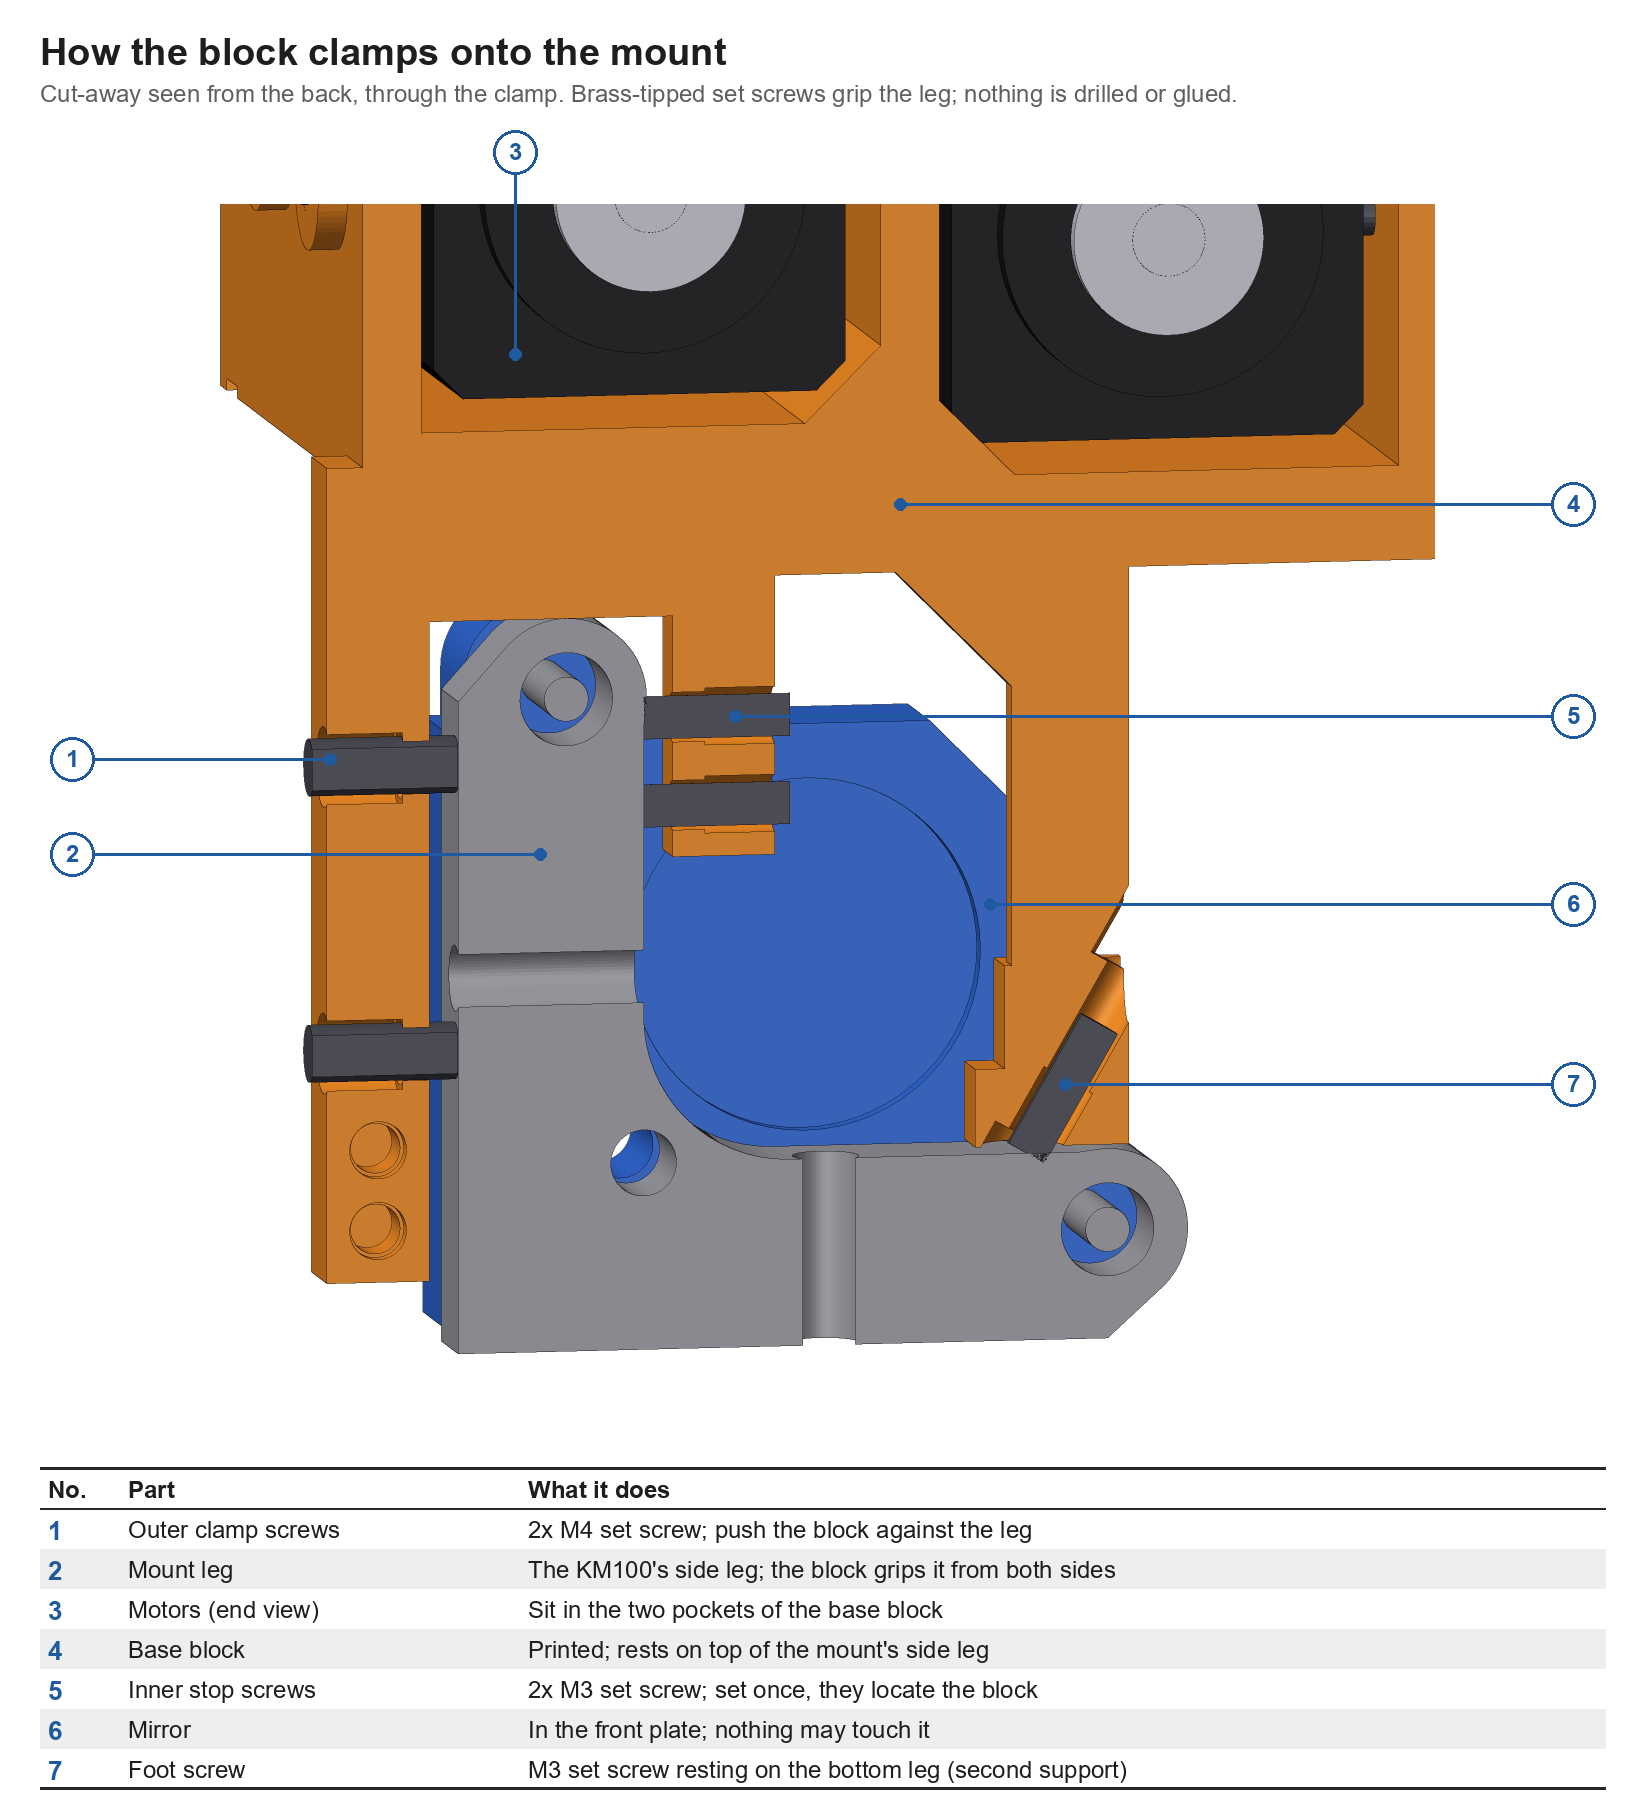 How the block clamps onto the mount
Cut-away seen from the back, through the clamp. Brass-tipped set screws grip the leg; nothing is drilled or glued.
3
4
5
1
2
6
7
No. Part What it does
1 Outer clamp screws 2x M4 set screw; push the block against the leg
2 Mount leg The KM100's side leg; the block grips it from both sides
3 Motors (end view) Sit in the two pockets of the base block
4 Base block Printed; rests on top of the mount's side leg
5 Inner stop screws 2x M3 set screw; set once, they locate the block
6 Mirror In the front plate; nothing may touch it
7 Foot screw M3 set screw resting on the bottom leg (second support)